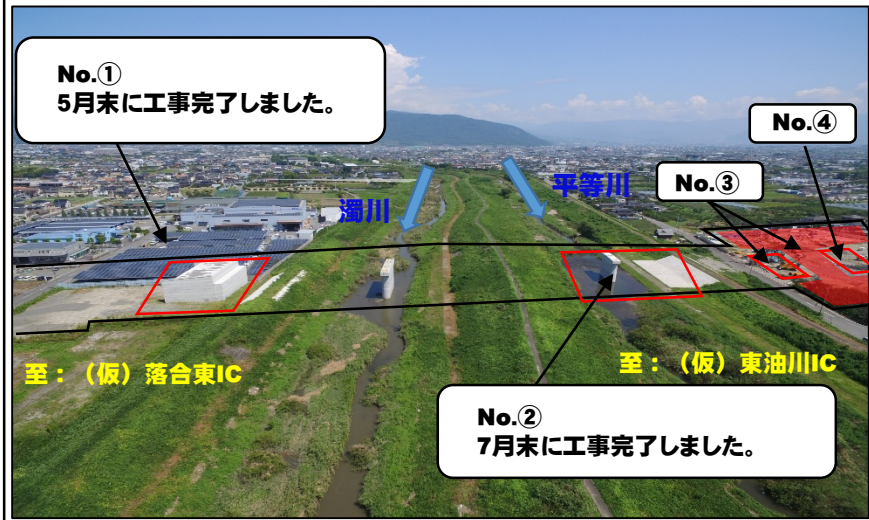 No.①
5月末に工事完了しました。
No.④
No.③
平等川
濁川
至：（仮）落合東IC
至：（仮）東油川IC
No.②
7月末に工事完了しました。